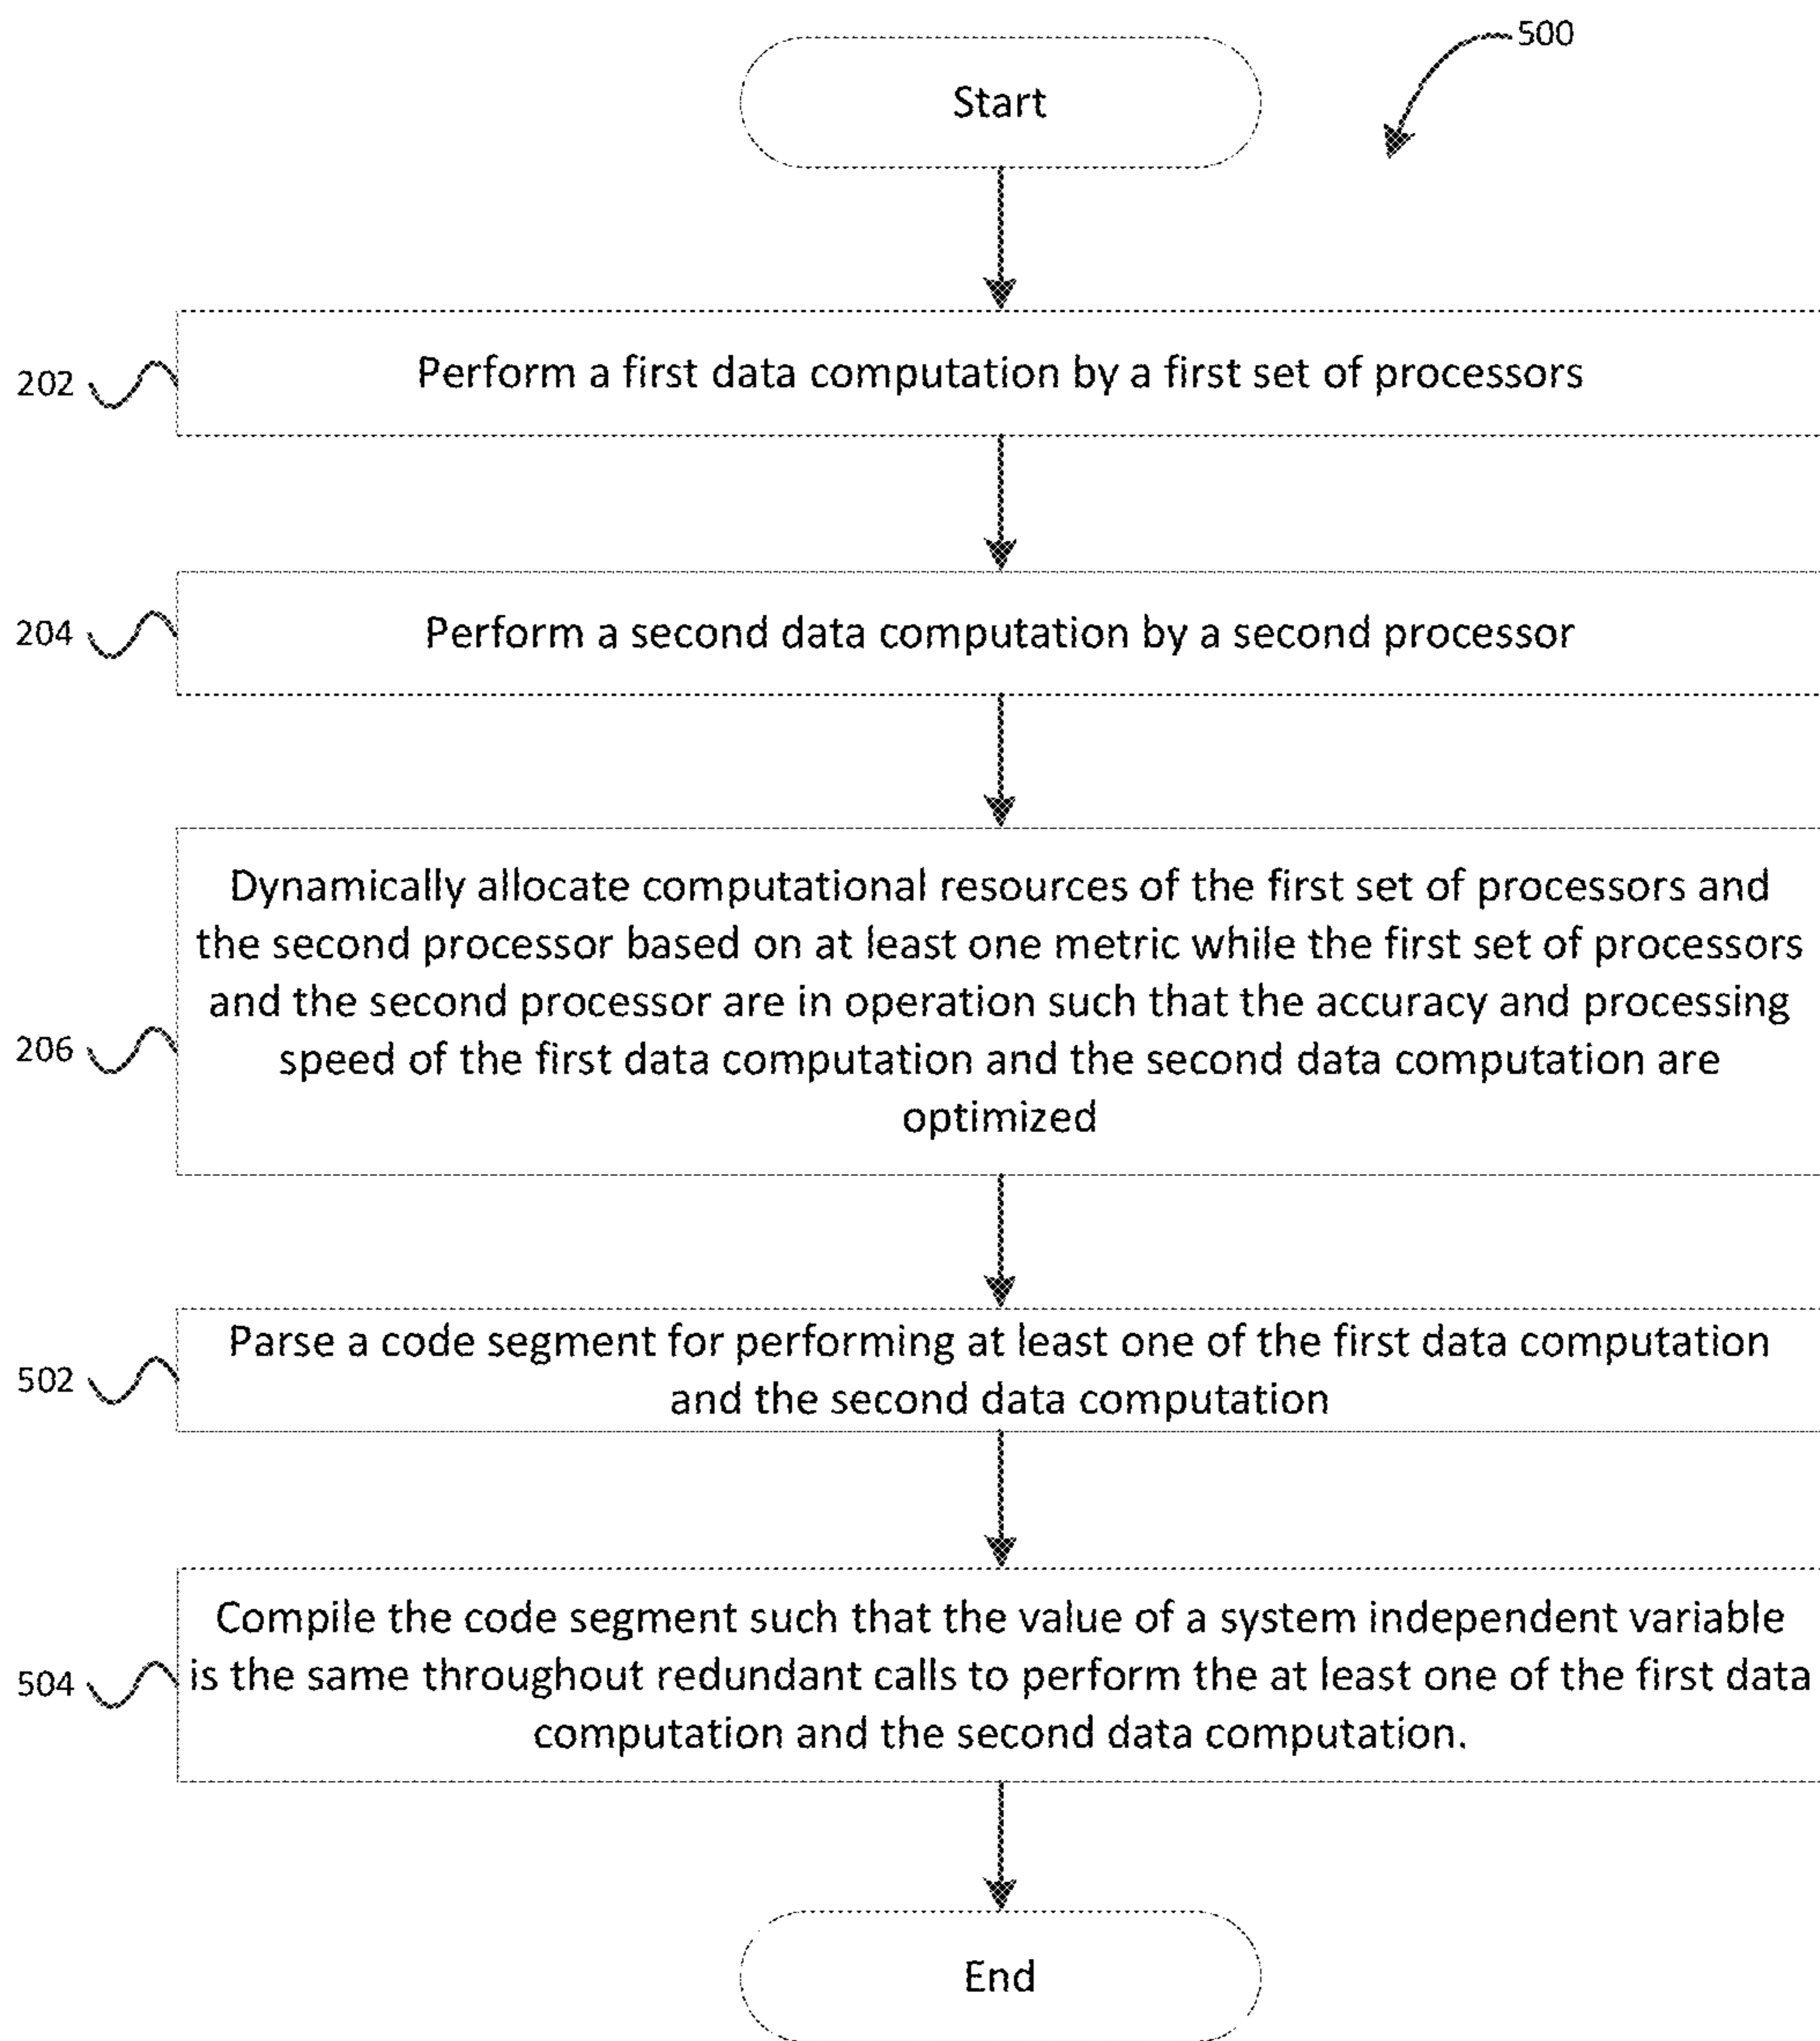 500
Start
202
Perform a first data computation by a first set of processors
204
Perform a second data computation by a second processor
Dynamically allocate computational resources of the first set of processors and
the second processor based on at least one metric while the first set of processors
and the second processor are in operation such that the accuracy and processing
206
speed of the first data computation and the second data computation are
optimized
Parse a code segment for performing at least one of the first data computation
502
and the second data computation
Compile the code segment such that the value of a system independent variable
504
is the same throughout redundant calls to perform the at least one of the first data
computation and the second data computation.
End